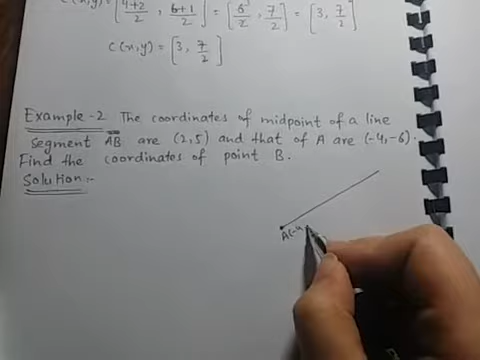 C(x,y) = [4+2/2 , 6+1/2] = [6/2 , 7/2] = [3, 7/2]
C(x,y) = [3, 7/2]
Example-2 The coordinates of midpoint of a line
segment AB are (2,5) and that of A are (-4,-6).
Find the coordinates of point B.
Solution:-
A(-4